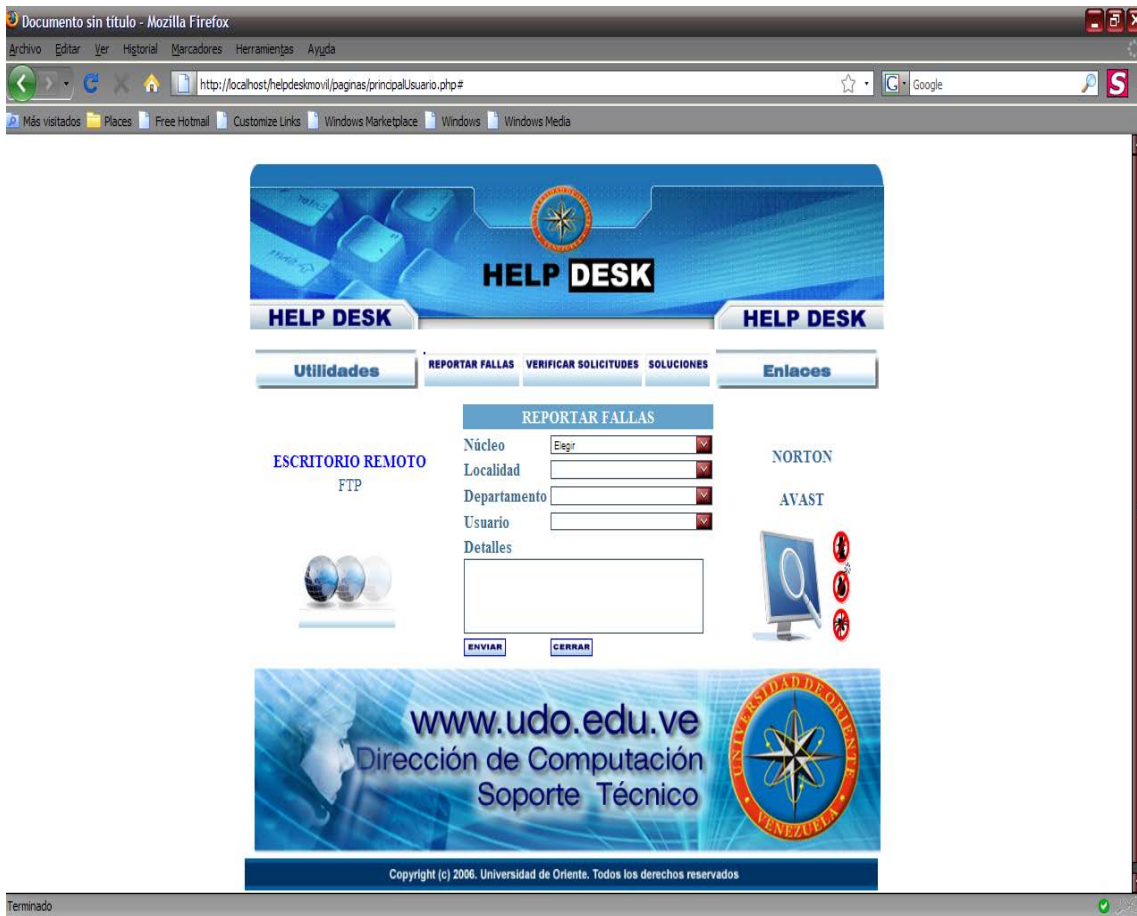 Documento sin título - Mozilla Firefox
Archivo Editar Ver Historial Marcadores Herramientas Ayuda
http://localhost/helpdeskmovil/paginas/principalUsuario.php#
G Google
S
Más visitados Places Free Hotmail Customize Links Windows Marketplace Windows Windows Media
UNIVERSIDAD DE ORIENTE
VENEZUELA
HELP DESK
HELP DESK
HELP DESK
Utilidades
REPORTAR FALLAS VERIFICAR SOLICITUDES SOLUCIONES
Enlaces
REPORTAR FALLAS
Núcleo Elegir
Localidad
Departamento
Usuario
Detalles
ENVIAR CERRAR
ESCRITORIO REMOTO
FTP
NORTON
AVAST
www.udo.edu.ve
Dirección de Computación
Soporte Técnico
UNIVERSIDAD DE ORIENTE
VENEZUELA
Copyright (c) 2006. Universidad de Oriente. Todos los derechos reservados
Terminado